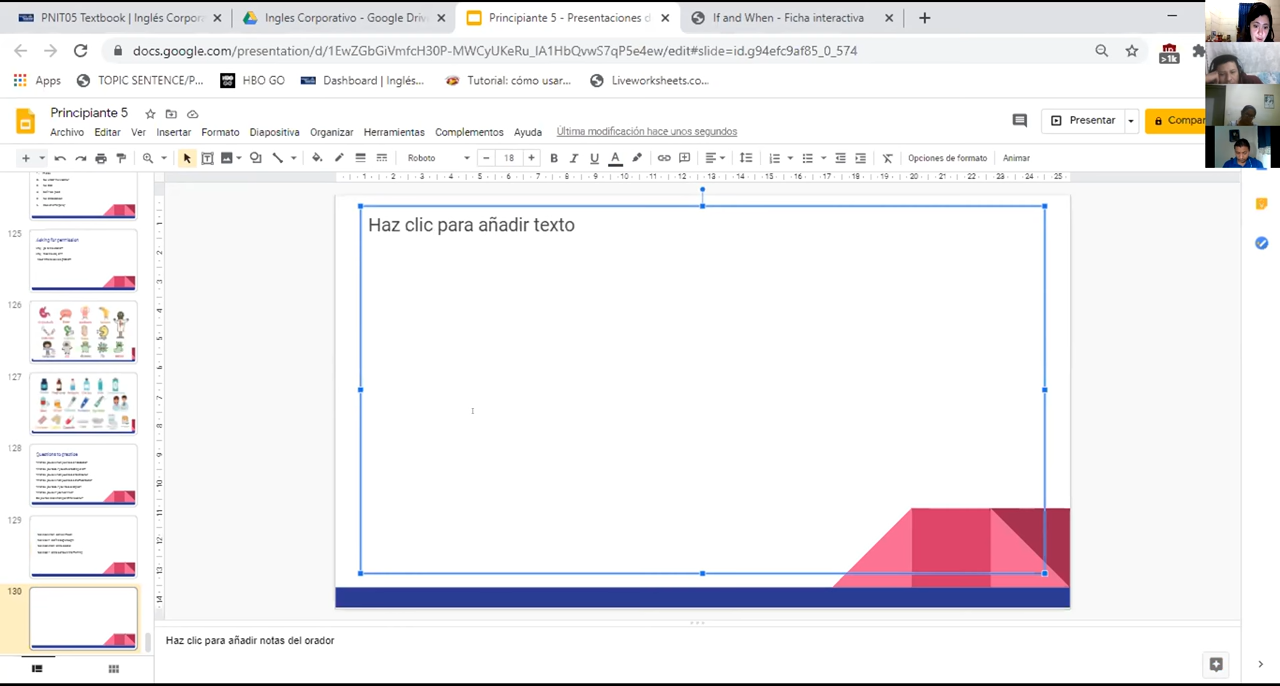 PNIT05 Textbook | Inglés Corpora
Ingles Corporativo - Google Drive
Principiante 5 - Presentaciones d
If and When - Ficha interactiva
docs.google.com/presentation/d/1EwZGbGiVmfcH30P-MWCyUKeRu_IA1HbQvwS7qP5e4ew/edit#slide=id.g94efc9af85_0_574
>1k
Apps
TOPIC SENTENCE/P...
HBO GO
Dashboard | Inglés...
Tutorial: cómo usar...
Liveworksheets.co...
Principiante 5
Archivo Editar Ver Insertar Formato Diapositiva Organizar Herramientas Complementos Ayuda
Última modificación hace unos segundos
Presentar
Compar
Roboto
18
Opciones de formato
Animar
Haz clic para añadir texto
125
Asking for permission
126
127
128
Questions to practice
129
130
Haz clic para añadir notas del orador